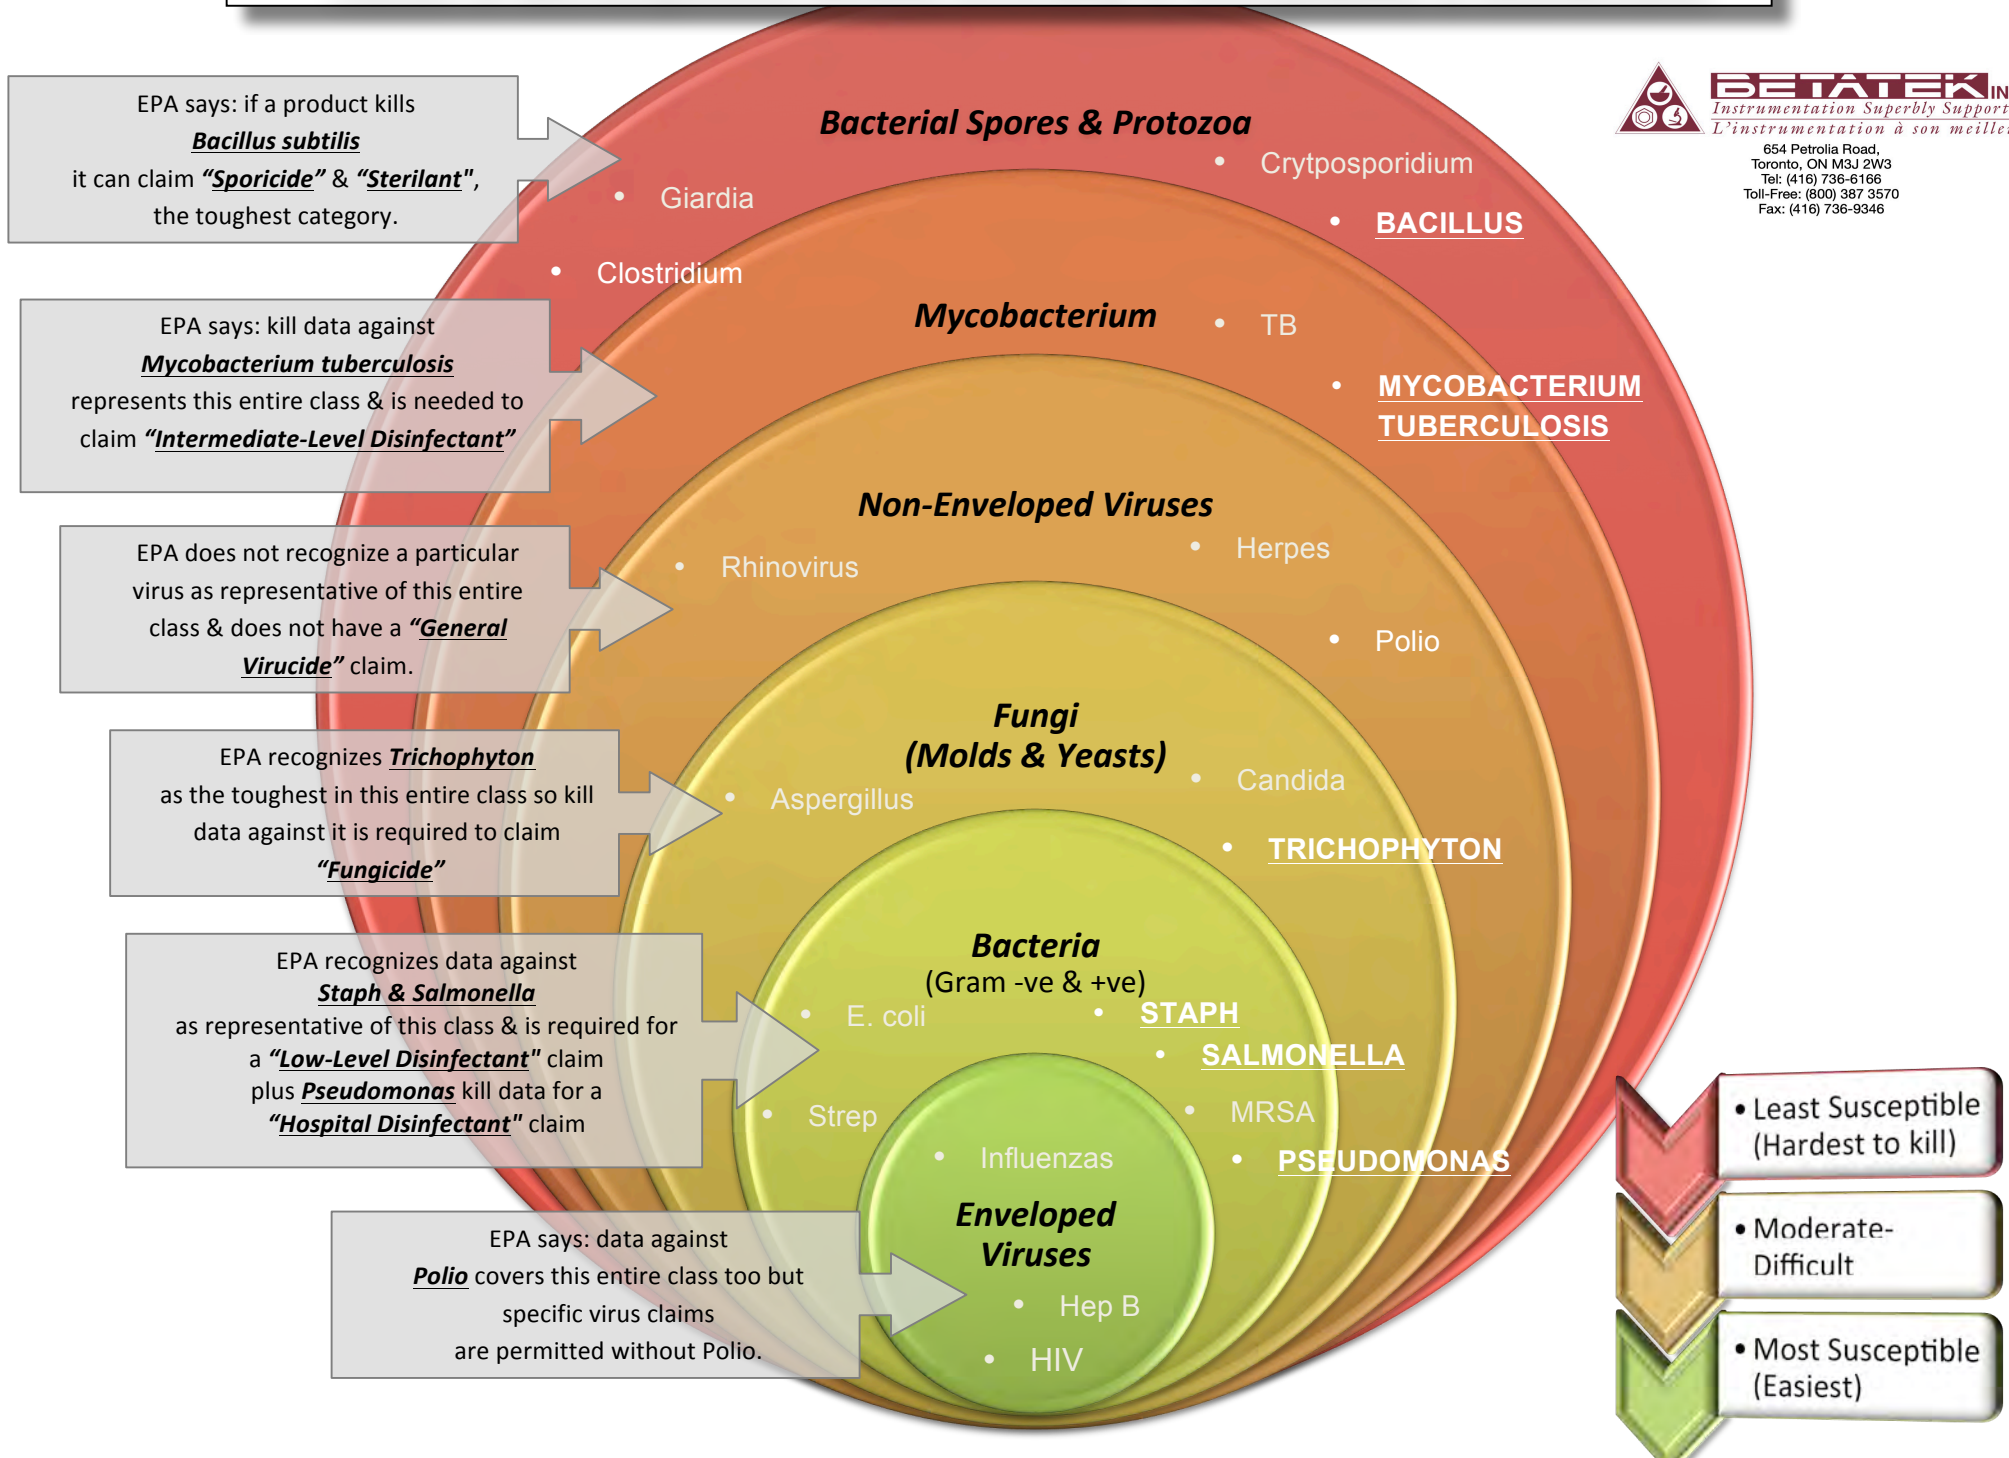 EPA says: if a product kills
Bacillus subtilis
it can claim “Sporicide” & “Sterilant",
the toughest category.
EPA says: kill data against
Mycobacterium tuberculosis
represents this entire class & is needed to
claim “Intermediate-Level Disinfectant”
EPA does not recognize a particular
virus as representative of this entire
class & does not have a “General
Virucide” claim.
EPA recognizes Trichophyton
as the toughest in this entire class so kill
data against it is required to claim
“Fungicide”
EPA recognizes data against
Staph & Salmonella
as representative of this class & is required for
a “Low-Level Disinfectant" claim
plus Pseudomonas kill data for a
“Hospital Disinfectant" claim
EPA says: data against
Polio covers this entire class too but
specific virus claims
are permitted without Polio.
Bacterial Spores & Protozoa
• Giardia
• Clostridium
• Crytposporidium
• BACILLUS
Mycobacterium
• TB
• MYCOBACTERIUM
TUBERCULOSIS
Non-Enveloped Viruses
• Rhinovirus
• Herpes
• Polio
Fungi
(Molds & Yeasts)
• Aspergillus
• Candida
• TRICHOPHYTON
Bacteria
(Gram -ve & +ve)
• E. coli
• Strep
• STAPH
• SALMONELLA
• MRSA
• PSEUDOMONAS
• Influenzas
Enveloped
Viruses
• Hep B
• HIV
BETATEK IN
Instrumentation Superbly Support
L'instrumentation à son meille
654 Petrolia Road,
Toronto, ON M3J 2W3
Tel: (416) 736-6166
Toll-Free: (800) 387 3570
Fax: (416) 736-9346
• Least Susceptible
(Hardest to kill)
• Moderate-
Difficult
• Most Susceptible
(Easiest)